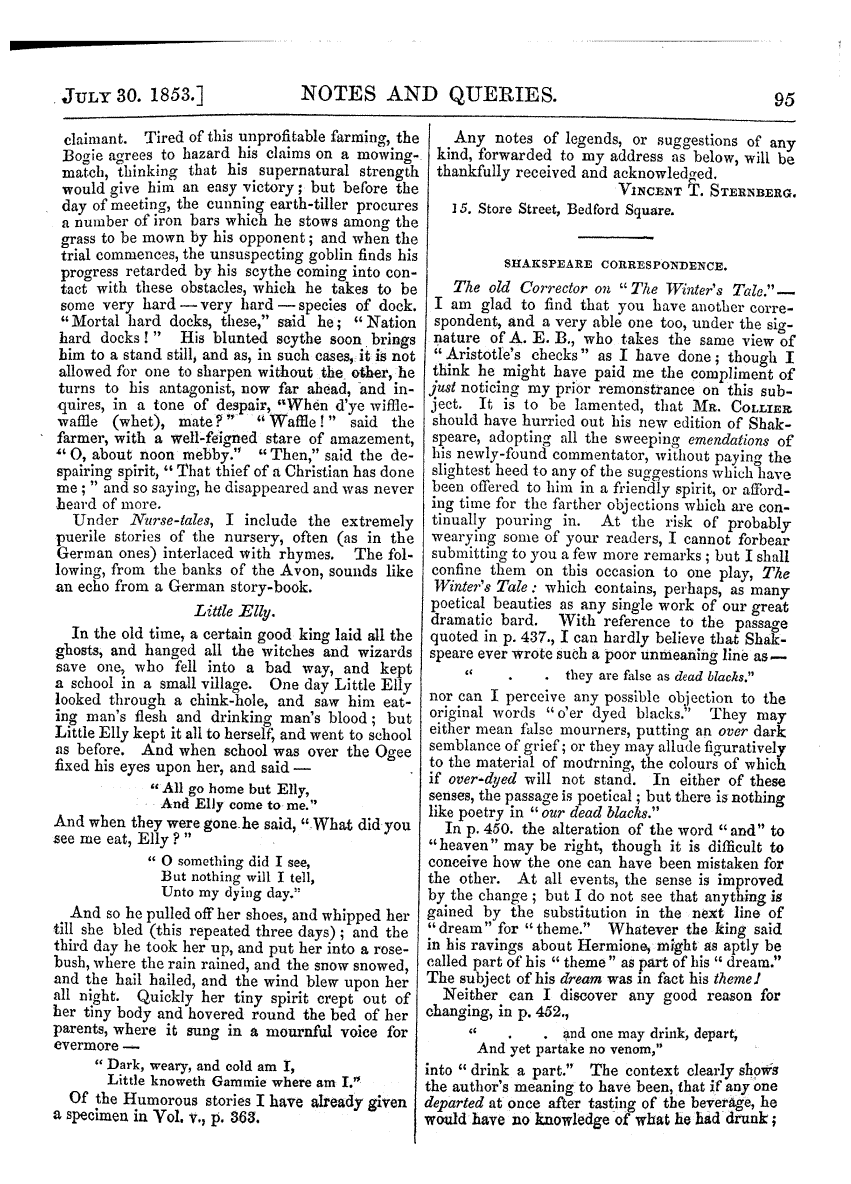 JULY 30. 1853.] NOTES AND QUERIES. 95
claimant. Tired of this unprofitable farming, the
Bogie agrees to hazard his claims on a mowing-
match, thinking that his supernatural strength
would give him an easy victory; but before the
day of meeting, the cunning earth-tiller procures
a number of iron bars which he stows among the
grass to be mown by his opponent; and when the
trial commences, the unsuspecting goblin finds his
progress retarded by his scythe coming into con-
tact with these obstacles, which he takes to be
some very hard — very hard — species of dock.
"Mortal hard docks, these," said he; "Nation
hard docks!" His blunted scythe soon brings
him to a stand still, and as, in such cases, it is not
allowed for one to sharpen without the other, he
turns to his antagonist, now far ahead, and in-
quires, in a tone of despair, "When d'ye wiffle-
waffle (whet), mate?" "Waffle!" said the
farmer, with a well-feigned stare of amazement,
"O, about noon mebby." "Then," said the de-
spairing spirit, "That thief of a Christian has done
me;" and so saying, he disappeared and was never
heard of more.
Under Nurse-tales, I include the extremely
puerile stories of the nursery, often (as in the
German ones) interlaced with rhymes. The fol-
lowing, from the banks of the Avon, sounds like
an echo from a German story-book.
Little Elly.
In the old time, a certain good king laid all the
ghosts, and hanged all the witches and wizards
save one, who fell into a bad way, and kept
a school in a small village. One day Little Elly
looked through a chink-hole, and saw him eat-
ing man's flesh and drinking man's blood; but
Little Elly kept it all to herself, and went to school
as before. And when school was over the Ogee
fixed his eyes upon her, and said —
"All go home but Elly,
And Elly come to me."
And when they were gone he said, "What did you
see me eat, Elly?"
"O something did I see,
But nothing will I tell,
Unto my dying day."
And so he pulled off her shoes, and whipped her
till she bled (this repeated three days); and the
third day he took her up, and put her into a rose-
bush, where the rain rained, and the snow snowed,
and the hail hailed, and the wind blew upon her
all night. Quickly her tiny spirit crept out of
her tiny body and hovered round the bed of her
parents, where it sung in a mournful voice for
evermore —
"Dark, weary, and cold am I,
Little knoweth Gammie where am I."
Of the Humorous stories I have already given
a specimen in Vol. v., p. 363.
Any notes of legends, or suggestions of any
kind, forwarded to my address as below, will be
thankfully received and acknowledged.
VINCENT T. STERNBERG.
15. Store Street, Bedford Square.
SHAKSPEARE CORRESPONDENCE.
The old Corrector on "The Winter's Tale."—
I am glad to find that you have another corre-
spondent, and a very able one too, under the sig-
nature of A. E. B., who takes the same view of
"Aristotle's checks" as I have done; though I
think he might have paid me the compliment of
just noticing my prior remonstrance on this sub-
ject. It is to be lamented, that MR. COLLIER
should have hurried out his new edition of Shak-
speare, adopting all the sweeping emendations of
his newly-found commentator, without paying the
slightest heed to any of the suggestions which have
been offered to him in a friendly spirit, or afford-
ing time for the farther objections which are con-
tinually pouring in. At the risk of probably
wearying some of your readers, I cannot forbear
submitting to you a few more remarks; but I shall
confine them on this occasion to one play, The
Winter's Tale: which contains, perhaps, as many
poetical beauties as any single work of our great
dramatic bard. With reference to the passage
quoted in p. 437., I can hardly believe that Shak-
speare ever wrote such a poor unmeaning line as —
" . . they are false as dead blacks."
nor can I perceive any possible objection to the
original words "o'er dyed blacks." They may
either mean false mourners, putting an over dark
semblance of grief; or they may allude figuratively
to the material of mourning, the colours of which
if over-dyed will not stand. In either of these
senses, the passage is poetical; but there is nothing
like poetry in "our dead blacks."
In p. 450. the alteration of the word "and" to
"heaven" may be right, though it is difficult to
conceive how the one can have been mistaken for
the other. At all events, the sense is improved
by the change; but I do not see that anything is
gained by the substitution in the next line of
"dream" for "theme." Whatever the king said
in his ravings about Hermione, might as aptly be
called part of his "theme" as part of his "dream."
The subject of his dream was in fact his theme!
Neither can I discover any good reason for
changing, in p. 452.,
" . . and one may drink, depart,
And yet partake no venom,"
into "drink a part." The context clearly shows
the author's meaning to have been, that if any one
departed at once after tasting of the beverage, he
would have no knowledge of what he had drunk;